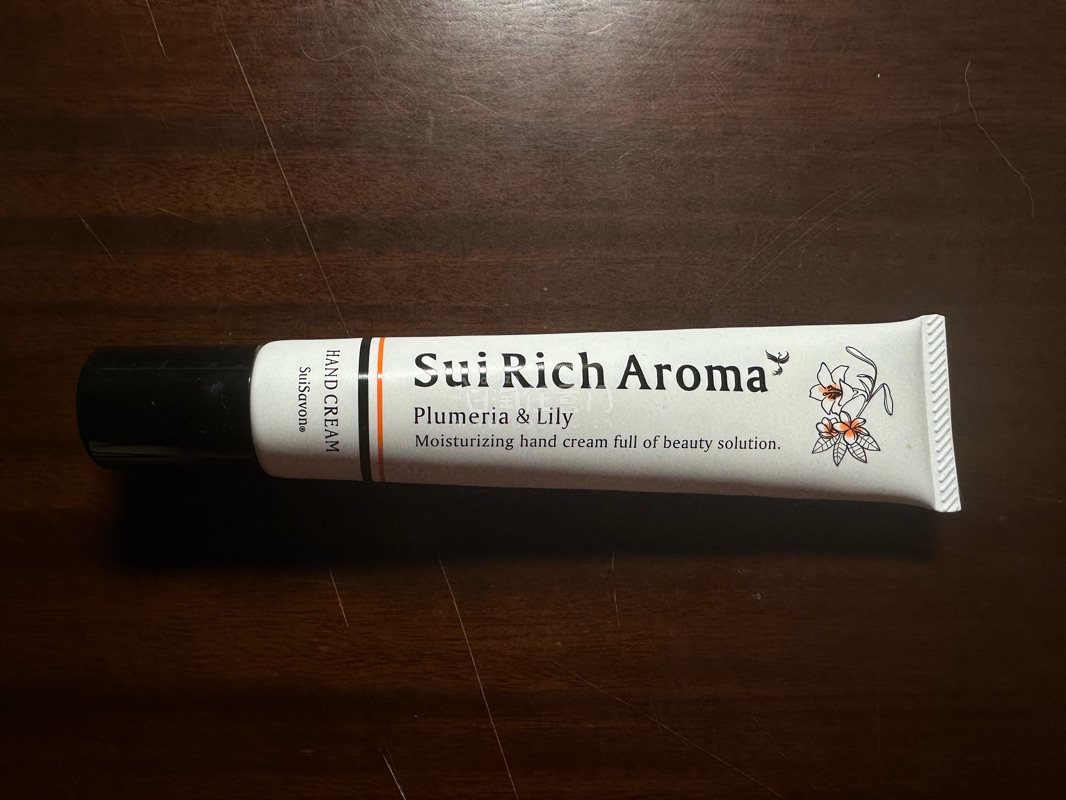 Sui Rich Aroma
Plumeria & Lily
Moisturizing hand cream full of beauty solution.
HAND CREAM
SuiSavon®